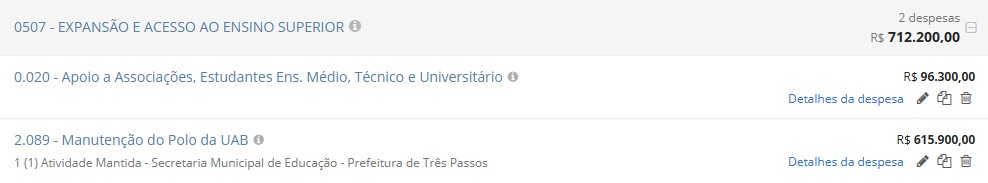 0507 - EXPANSÃO E ACESSO AO ENSINO SUPERIOR
2 despesas
R$ 712.200,00
0.020 - Apoio a Associações, Estudantes Ens. Médio, Técnico e Universitário
R$ 96.300,00
Detalhes da despesa
2.089 - Manutenção do Polo da UAB
R$ 615.900,00
1 (1) Atividade Mantida - Secretaria Municipal de Educação - Prefeitura de Três Passos
Detalhes da despesa